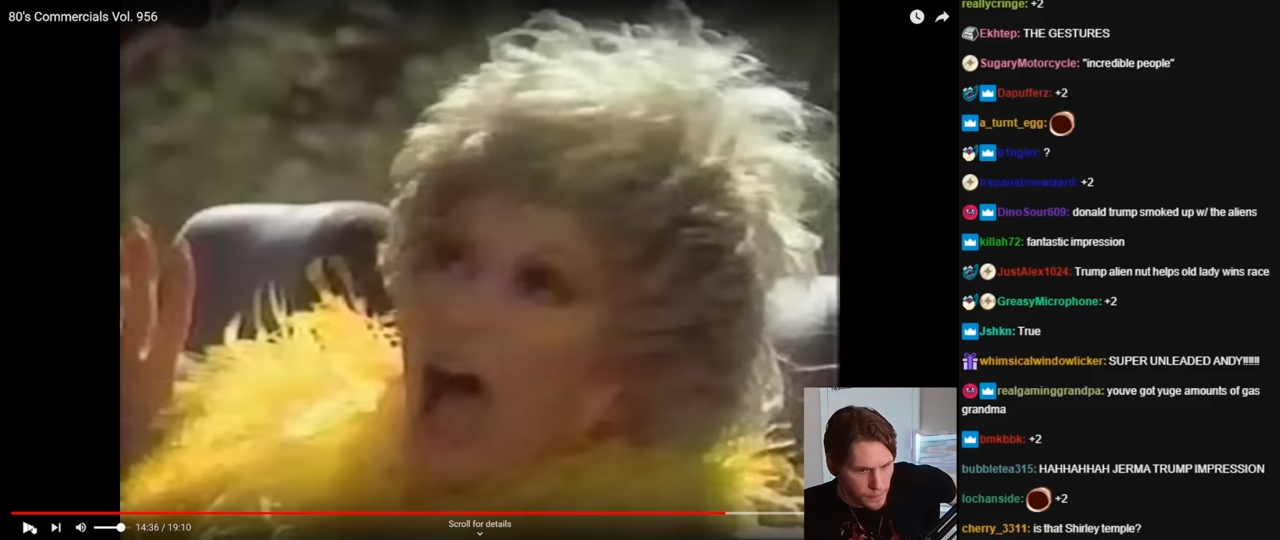 80's Commercials Vol. 956
14:36 / 19:10
Scroll for details
reallycringe: +2
Ekhtep: THE GESTURES
SugaryMotorcycle: "incredible people"
Dapufferz: +2
a_turnt_egg:
b1ngler: ?
trepanationwizard: +2
DinoSour609: donald trump smoked up w/ the aliens
killah72: fantastic impression
JustAlex1024: Trump alien nut helps old lady wins race
GreasyMicrophone: +2
Jshkn: True
whimsicalwindowlicker: SUPER UNLEADED ANDY!!!!!!!
realgaminggrandpa: youve got yuge amounts of gas
grandma
bmkbbk: +2
bubbletea315: HAHHAHHAH JERMA TRUMP IMPRESSION
lochanside: +2
cherry_3311: is that Shirley temple?